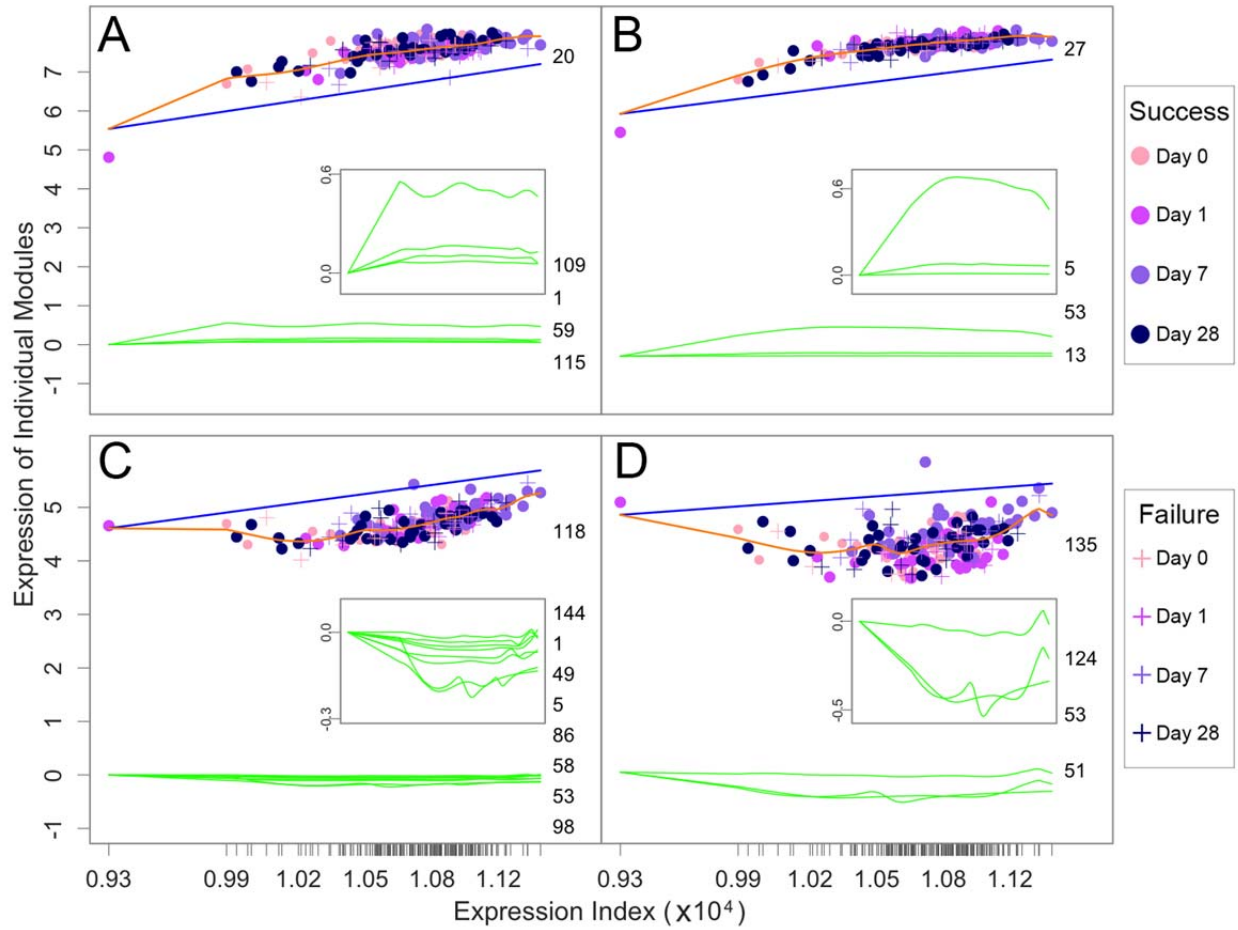 A
B
Expression of Individual Modules
7
6
5
4
3
2
1
0
-1
20
0.6
0.0
109
1
59
115
27
0.6
0.0
5
53
13
Success
Day 0
Day 1
Day 7
Day 28
C
D
5
4
3
2
1
0
-1
118
0.0
-0.3
144
1
49
5
86
58
53
98
135
0.0
-0.5
124
53
51
Failure
Day 0
Day 1
Day 7
Day 28
0.93 0.99 1.02 1.05 1.08 1.12 0.93 0.99 1.02 1.05 1.08 1.12
Expression Index (x10⁴)